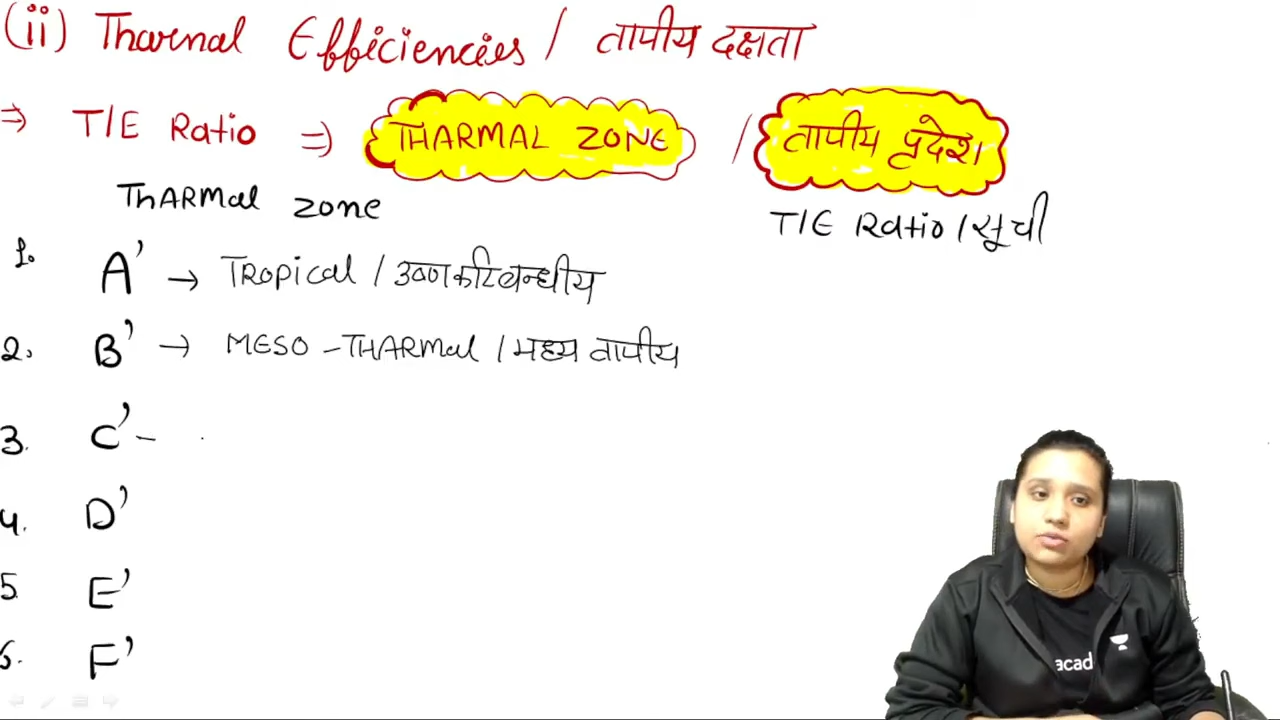 (ii) Tharmal Efficiencies / तापीय दक्षता
⇒ T/E Ratio ⇒ THARMAL ZONE / तापीय प्रदेश
ThARMal zone
T/E Ratio / सूची
1. A' → TRopical / उष्णकटिबन्धीय
2. B' → MESO - THARMal / मध्य तापीय
3. C' -
4. D'
5 E'
6. F'
acad